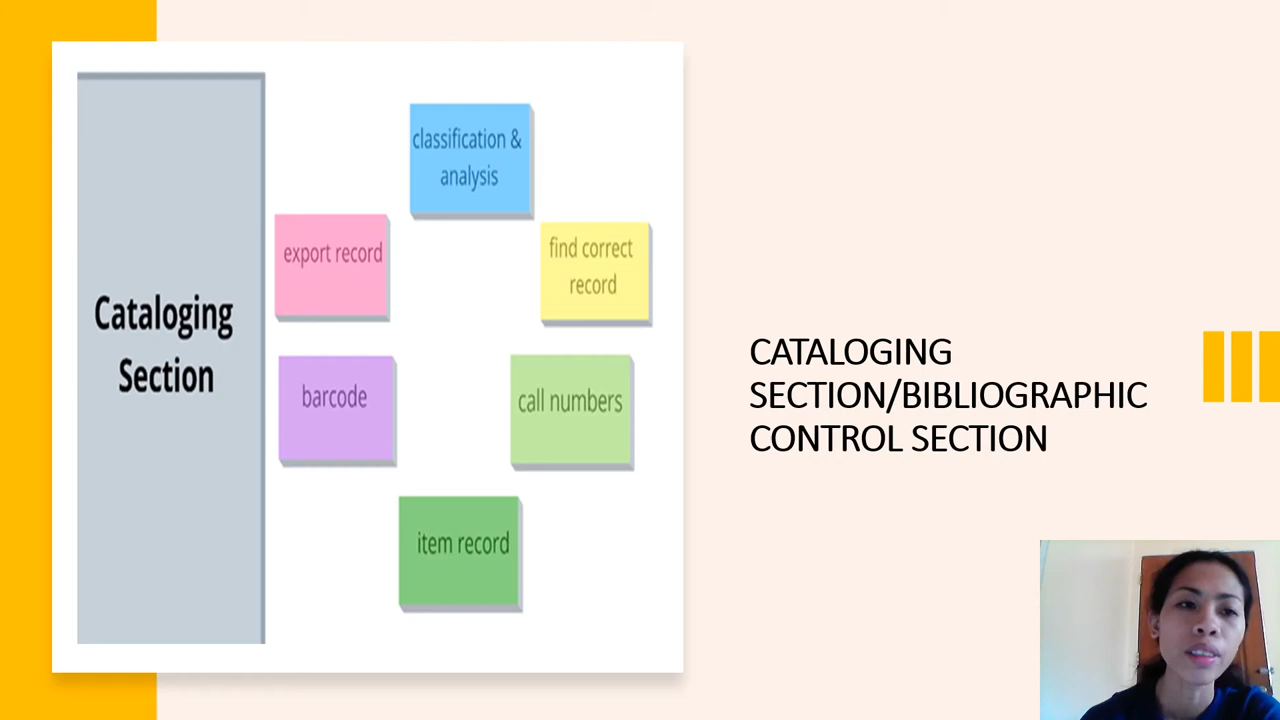 Cataloging
Section
classification &
analysis
export record
find correct
record
barcode
call numbers
item record
CATALOGING
SECTION/BIBLIOGRAPHIC
CONTROL SECTION